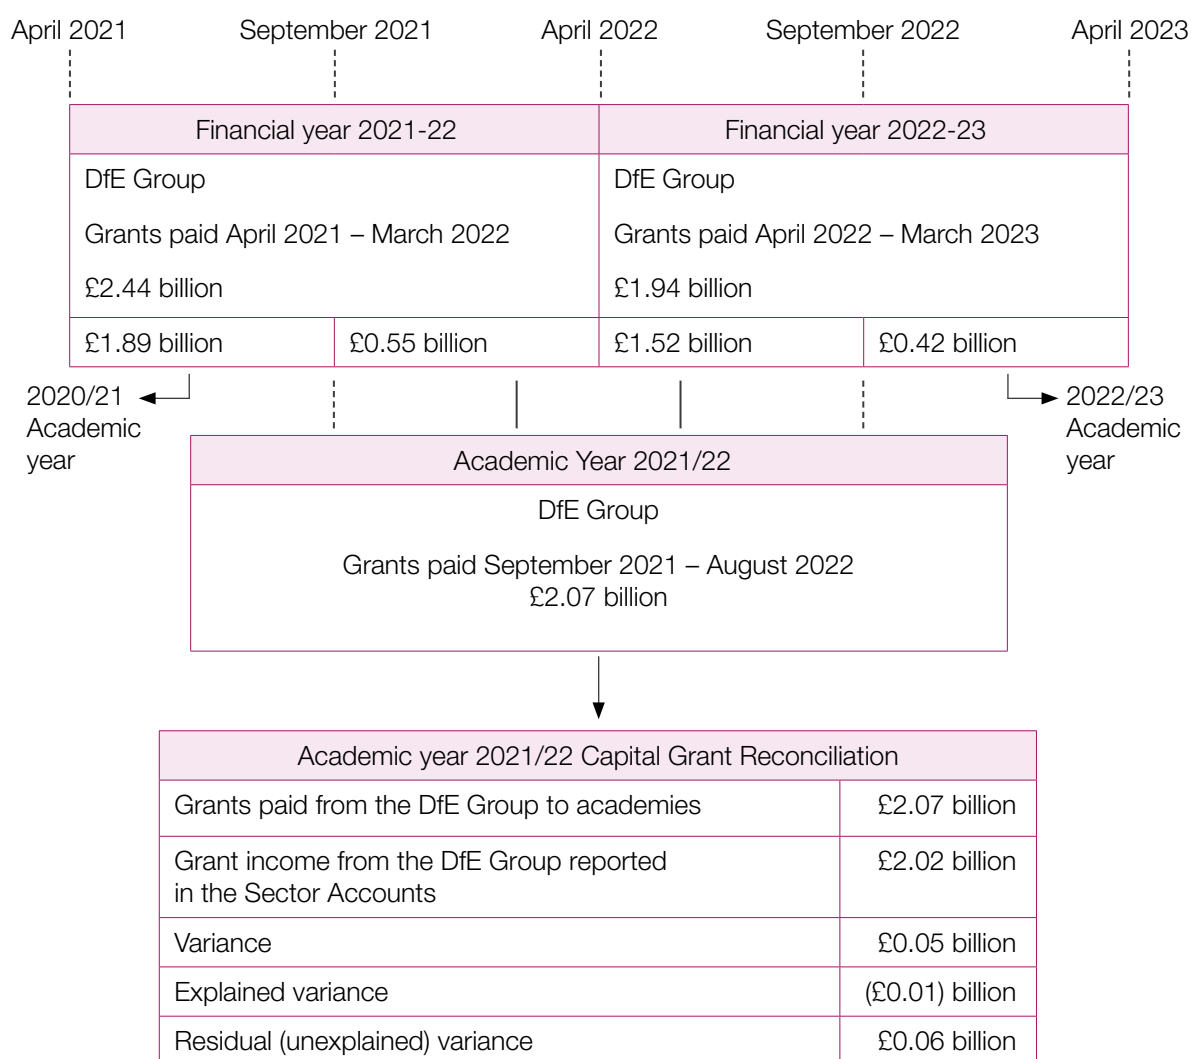 April 2021
September 2021
April 2022
September 2022
April 2023
Financial year 2021-22
Financial year 2022-23
DfE Group
Grants paid April 2021 – March 2022
£2.44 billion
DfE Group
Grants paid April 2022 – March 2023
£1.94 billion
£1.89 billion
£0.55 billion
£1.52 billion
£0.42 billion
2020/21
Academic
year
2022/23
Academic
year
Academic Year 2021/22
DfE Group
Grants paid September 2021 – August 2022
£2.07 billion
Academic year 2021/22 Capital Grant Reconciliation
Grants paid from the DfE Group to academies
£2.07 billion
Grant income from the DfE Group reported
in the Sector Accounts
£2.02 billion
Variance
£0.05 billion
Explained variance
(£0.01) billion
Residual (unexplained) variance
£0.06 billion